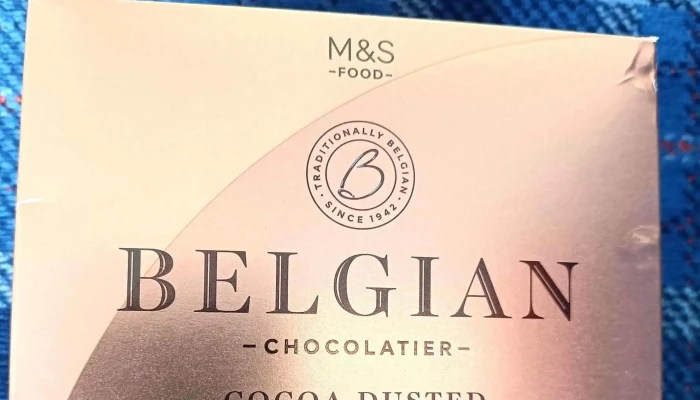 M&S
-FOOD-
· TRADITIONALLY BELGIAN ·
B
SINCE 1942
BELGIAN
-CHOCOLATIER-
COCOA DUSTED